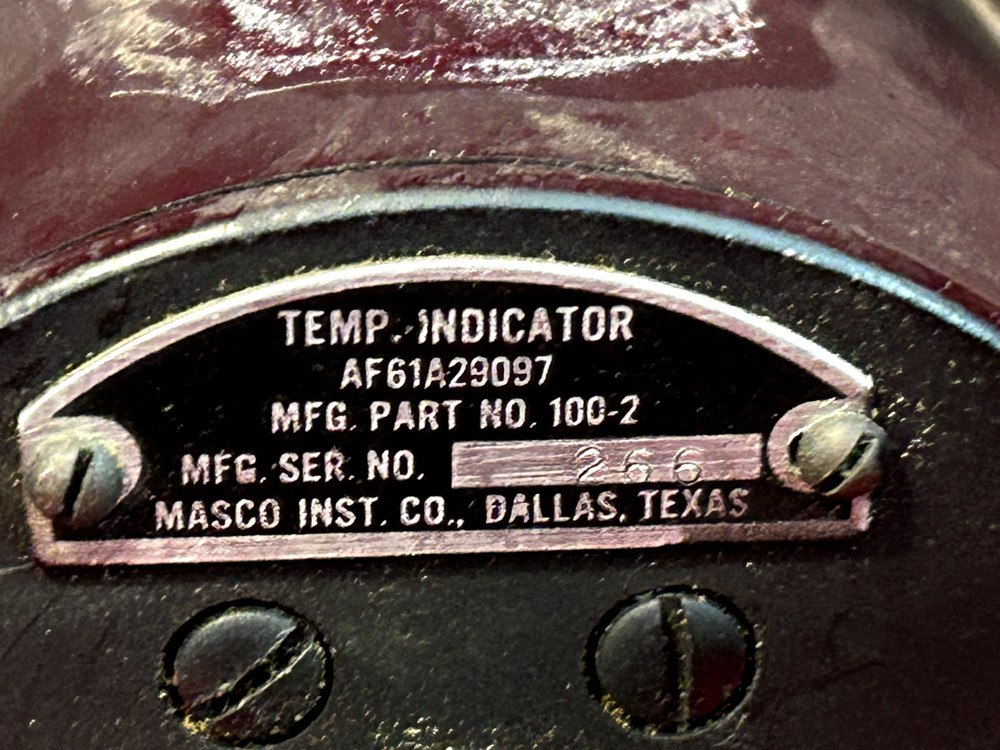 TEMP. INDICATOR
AF61A29097
MFG. PART NO. 100-2
MFG. SER. NO. 266
MASCO INST. CO., DALLAS, TEXAS